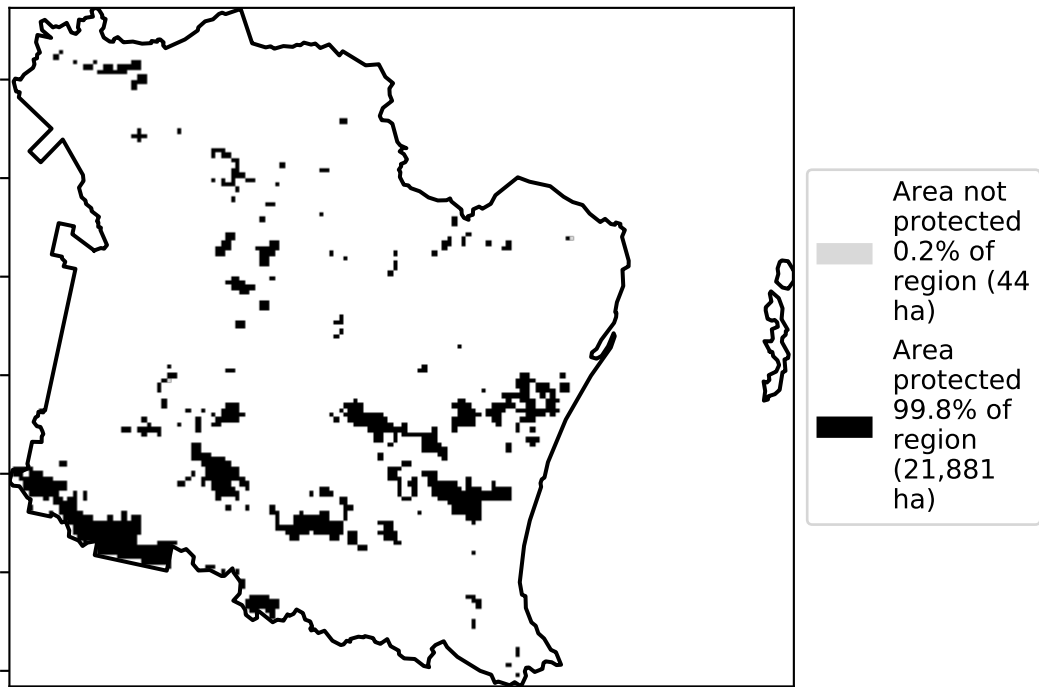 Area not
protected
0.2% of
region (44
ha)
Area
protected
99.8% of
region
(21,881
ha)